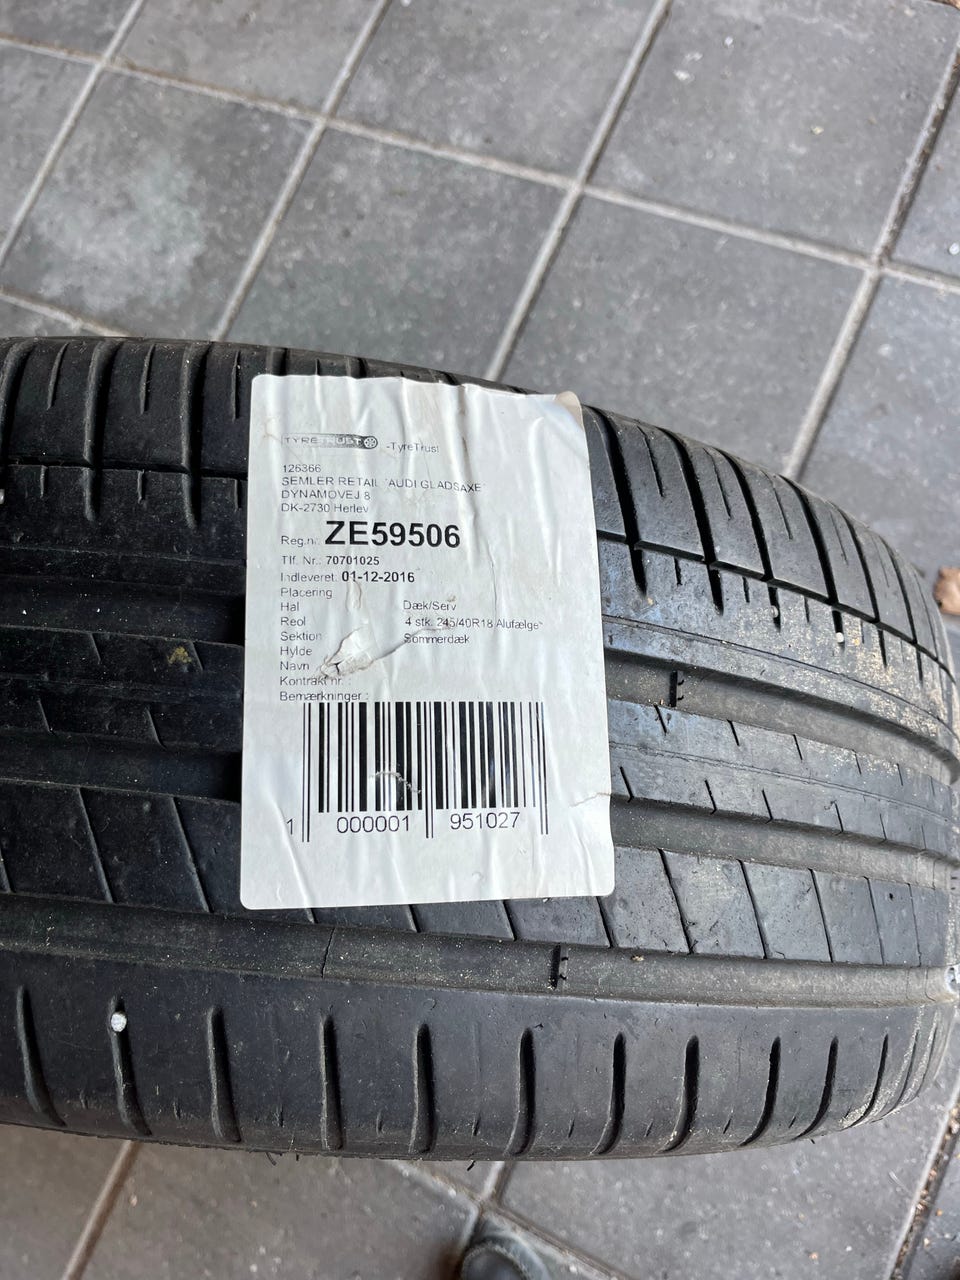 TYRETRUST -TyreTrust
126366
SEMLER RETAIL "AUDI GLADSAXE"
DYNAMOVEJ 8
DK-2730 Herlev
Reg.nr. ZE59506
Tlf. Nr.: 70701025
Indleveret: 01-12-2016
Placering
Hal Dæk/Serv
Reol 4 stk. 245/40R18 Alufælge
Sektion Sommerdæk
Hylde
Navn
Kontrakt nr. :
Bemærkninger :
1 000001 951027